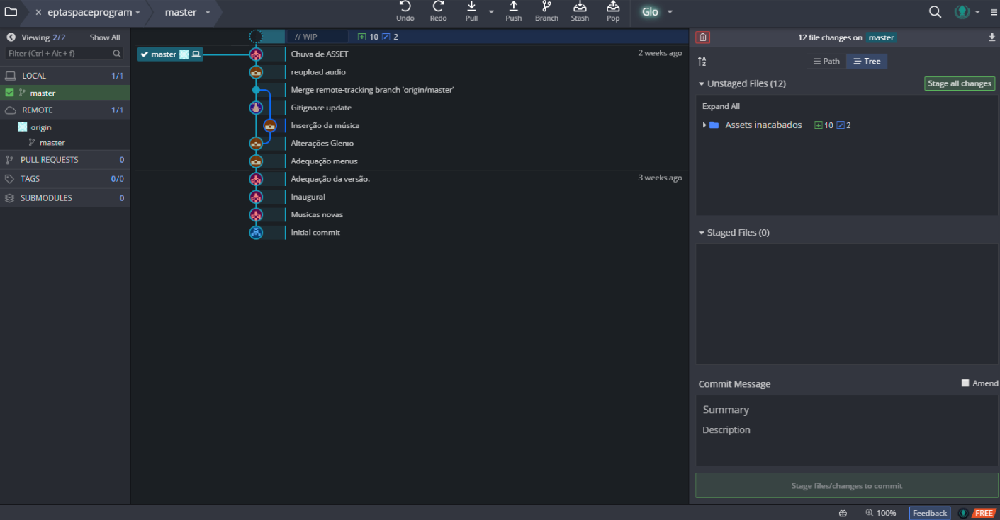 eptaspaceprogram
master
Undo
Redo
Pull
Push
Branch
Stash
Pop
Glo
Viewing 2/2
Show All
Filter (Ctrl + Alt + f)
LOCAL 1/1
master
REMOTE 1/1
origin
master
PULL REQUESTS 0
TAGS 0/0
SUBMODULES 0
// WIP 10 2
master
Chuva de ASSET 2 weeks ago
reupload audio
Merge remote-tracking branch 'origin/master'
Gitignore update
Inserção da música
Alterações Glenio
Adequação menus
Adequação da versão. 3 weeks ago
Inaugural
Musicas novas
Initial commit
12 file changes on master
Path
Tree
Unstaged Files (12)
Stage all changes
Expand All
Assets inacabados 10 2
Staged Files (0)
Commit Message
Amend
Summary
Description
Stage files/changes to commit
100%
Feedback
FREE